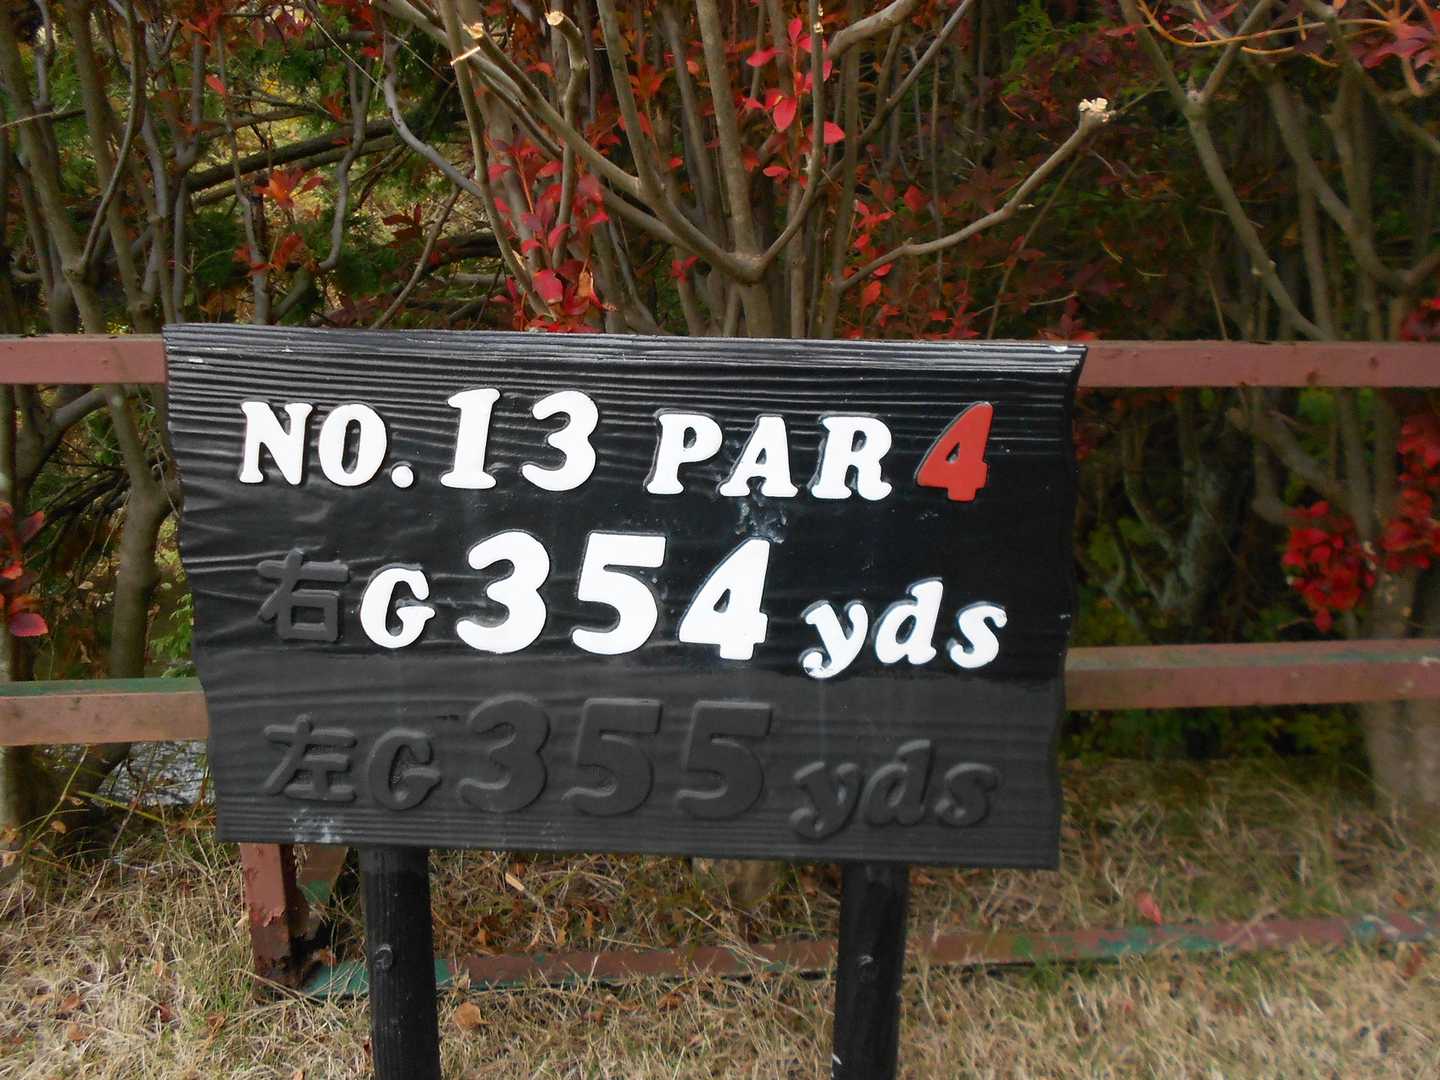 NO.13 PAR 4
右G 354 yds
左G 355 yds